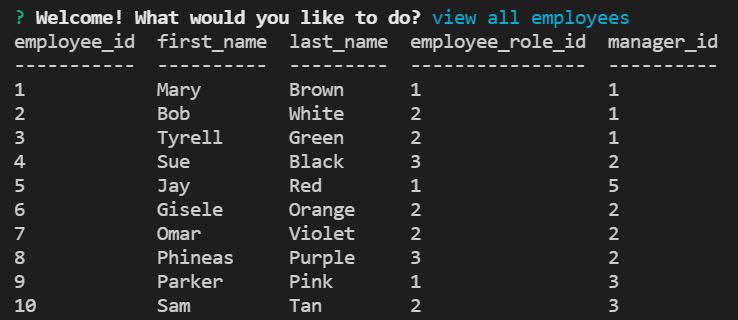 ? Welcome! What would you like to do? view all employees
employee_id  first_name  last_name  employee_role_id  manager_id
-----------  ----------  ---------  ----------------  ----------
1            Mary        Brown      1                 1
2            Bob         White      2                 1
3            Tyrell      Green      2                 1
4            Sue         Black      3                 2
5            Jay         Red        1                 5
6            Gisele      Orange     2                 2
7            Omar        Violet     2                 2
8            Phineas     Purple     3                 2
9            Parker      Pink       1                 3
10           Sam         Tan        2                 3